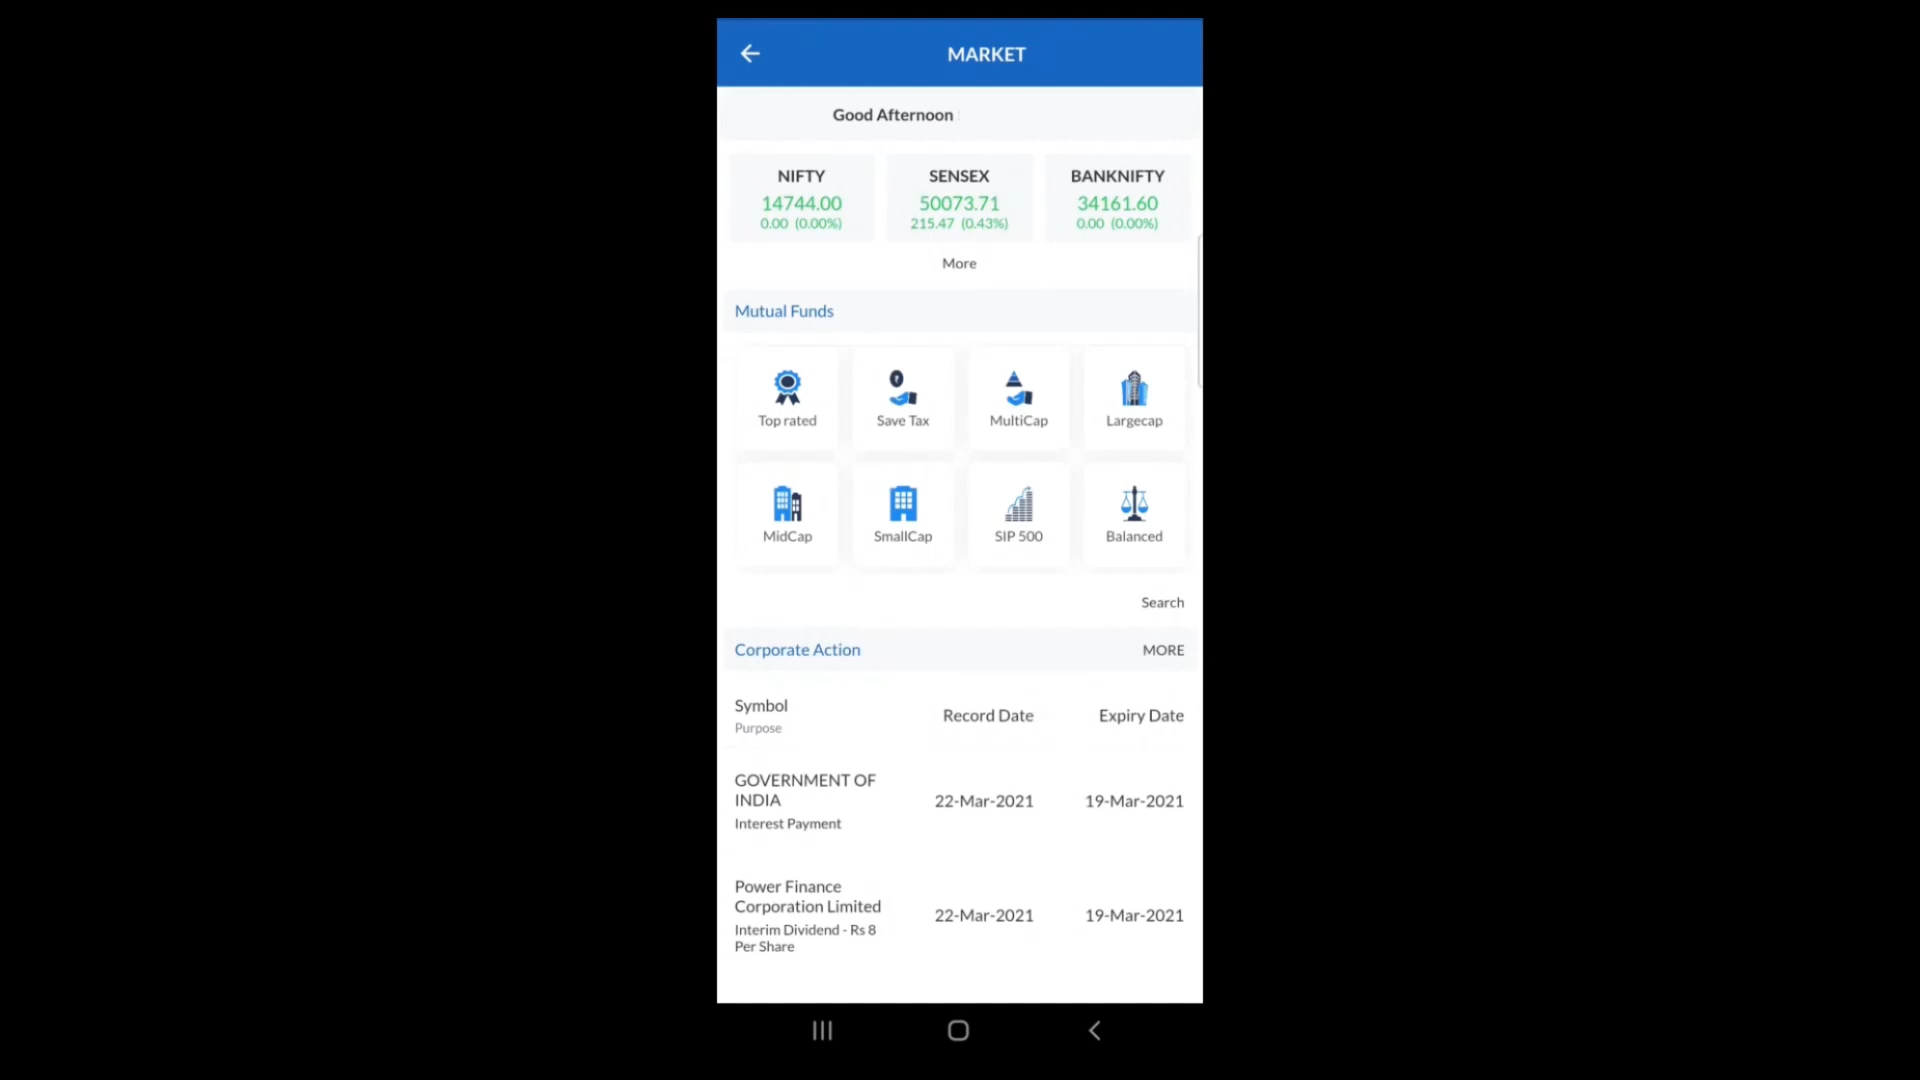 MARKET
Good Afternoon
NIFTY
14744.00
0.00 (0.00%)
SENSEX
50073.71
215.47 (0.43%)
BANKNIFTY
34161.60
0.00 (0.00%)
More
Mutual Funds
Top rated
Save Tax
MultiCap
Largecap
MidCap
SmallCap
SIP 500
Balanced
Search
Corporate Action
MORE
Symbol
Purpose
Record Date
Expiry Date
GOVERNMENT OF
INDIA
Interest Payment
22-Mar-2021
19-Mar-2021
Power Finance
Corporation Limited
Interim Dividend - Rs 8
Per Share
22-Mar-2021
19-Mar-2021